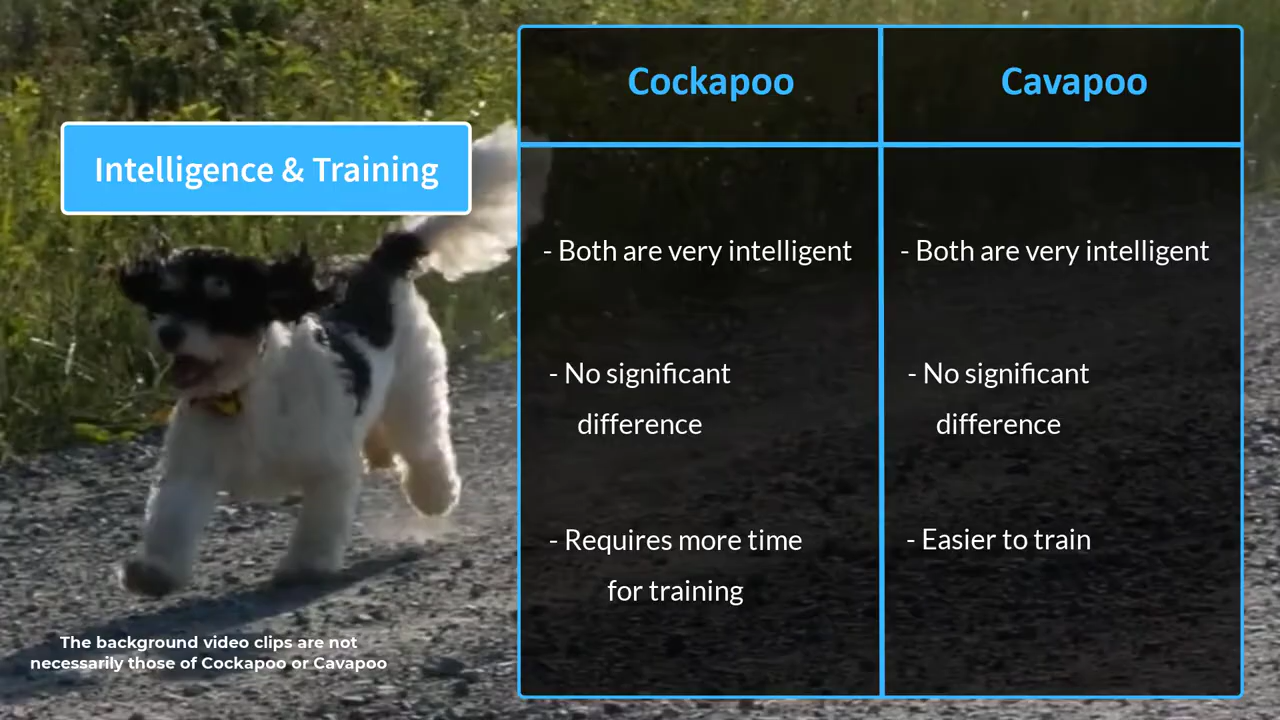 Intelligence & Training
Cockapoo
Cavapoo
- Both are very intelligent
- No significant
difference
- Requires more time
for training
- Both are very intelligent
- No significant
difference
- Easier to train
The background video clips are not
necessarily those of Cockapoo or Cavapoo